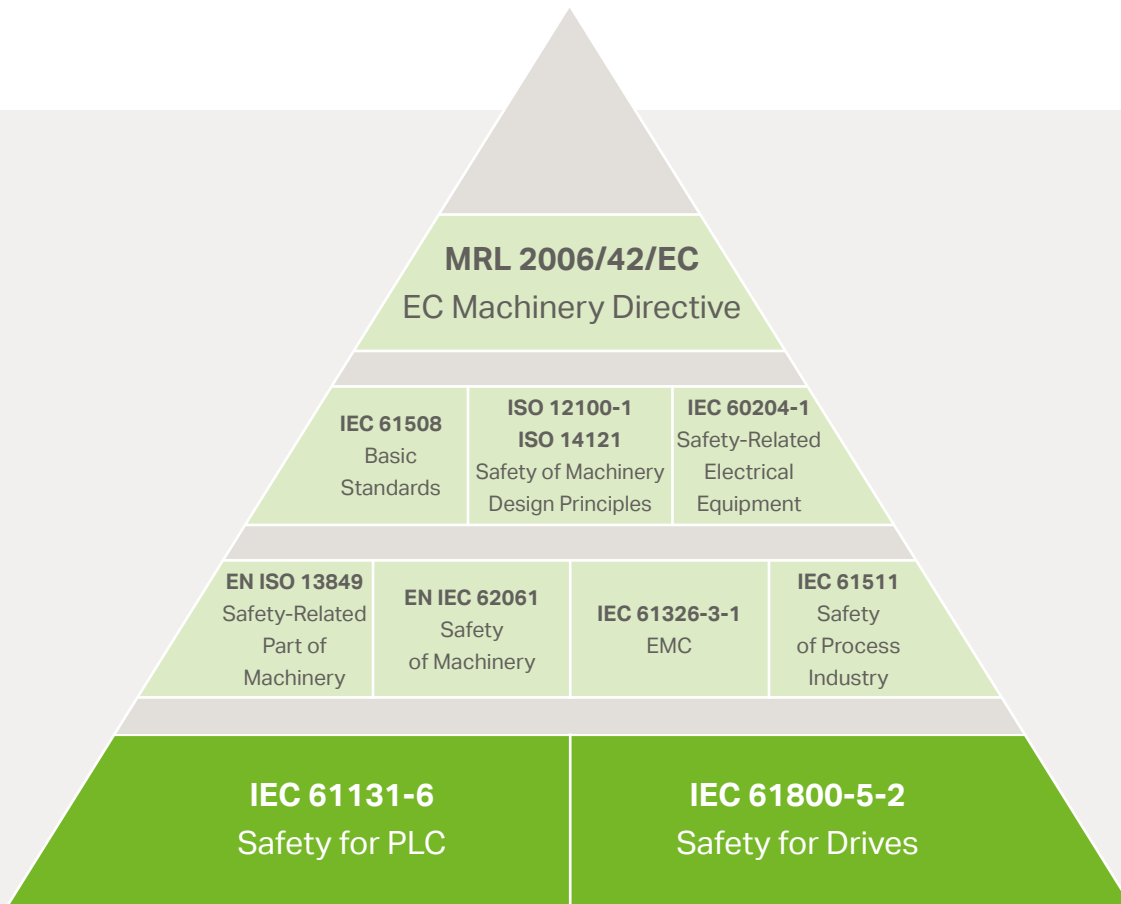 MRL 2006/42/EC
EC Machinery Directive
IEC 61508
Basic
Standards
ISO 12100-1
ISO 14121
Safety of Machinery
Design Principles
IEC 60204-1
Safety-Related
Electrical
Equipment
EN ISO 13849
Safety-Related
Part of
Machinery
EN IEC 62061
Safety
of Machinery
IEC 61326-3-1
EMC
IEC 61511
Safety
of Process
Industry
IEC 61131-6
Safety for PLC
IEC 61800-5-2
Safety for Drives